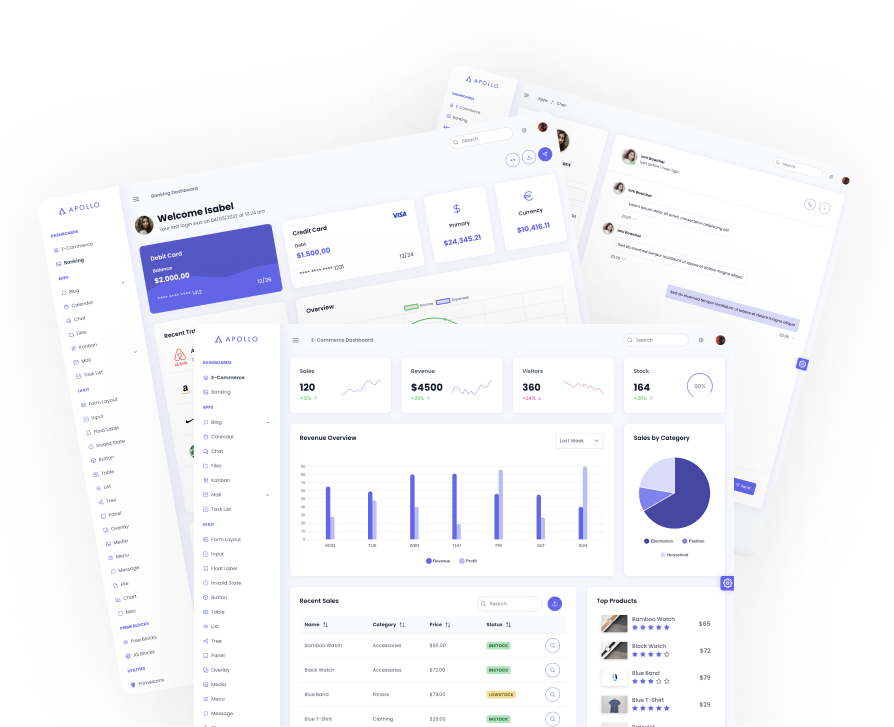 APOLLO
DASHBOARDS
E-Commerce
Banking
Apps / Chat
Search
Ioni Bowcher
Last active 1 hour ago
Ioni Bowcher
Lorem ipsum dolor sit amet, consectetur adipiscing elit
Ioni Bowcher
Sed do eiusmod tempor incididunt ut labore et dolore magna aliqua.
Sed do eiusmod tempor incididunt ut labore et dolore magna aliqua.
Send
APOLLO
DASHBOARDS
E-Commerce
Banking
APPS
Blog
Calendar
Chat
Files
Kanban
Mail
Task List
UI KIT
Form Layout
Input
Float Label
Invalid State
Button
Table
List
Tree
Panel
Overlay
Media
Menu
Message
File
Chart
Misc
PRIME BLOCKS
Free Blocks
All Blocks
UTILITIES
PrimeIcons
Banking Dashboard
Search
Welcome Isabel
Your last login was on 04/05/2022 at 12:24 am
Debit Card
Balance
$2.000,00
**** **** **** 1412
12/26
Credit Card
VISA
Debt
$1.500,00
**** **** **** 1231
12/24
$
Primary
$24,345.21
€
Currency
$10,416.11
Overview
Income
Expenses
Recent Tra
airbnb
APOLLO
DASHBOARDS
E-Commerce
Banking
APPS
Blog
Calendar
Chat
Files
Kanban
Mail
Task List
UI KIT
Form Layout
Input
Float Label
Invalid State
Button
Table
List
Tree
Panel
Overlay
Media
Menu
Message
E-Commerce Dashboard
Search
Sales
120
+12%
Revenue
$4500
+20%
Visitors
360
+24%
Stock
164
+30%
90%
Revenue Overview
Last Week
90
80
70
60
50
40
30
20
10
0
MON TUE WED THU FRI SAT SUN
Revenue Profit
Sales by Category
Electronics Fashion
Household
Recent Sales
Search
Name Category Price Status
Bamboo Watch Accessories $65.00 INSTOCK
Black Watch Accessories $72.00 INSTOCK
Blue Band Fitness $79.00 LOWSTOCK
Blue T-Shirt Clothing $29.00 INSTOCK
Top Products
Bamboo Watch
$65
Black Watch
$72
Blue Band
$79
Blue T-Shirt
$29